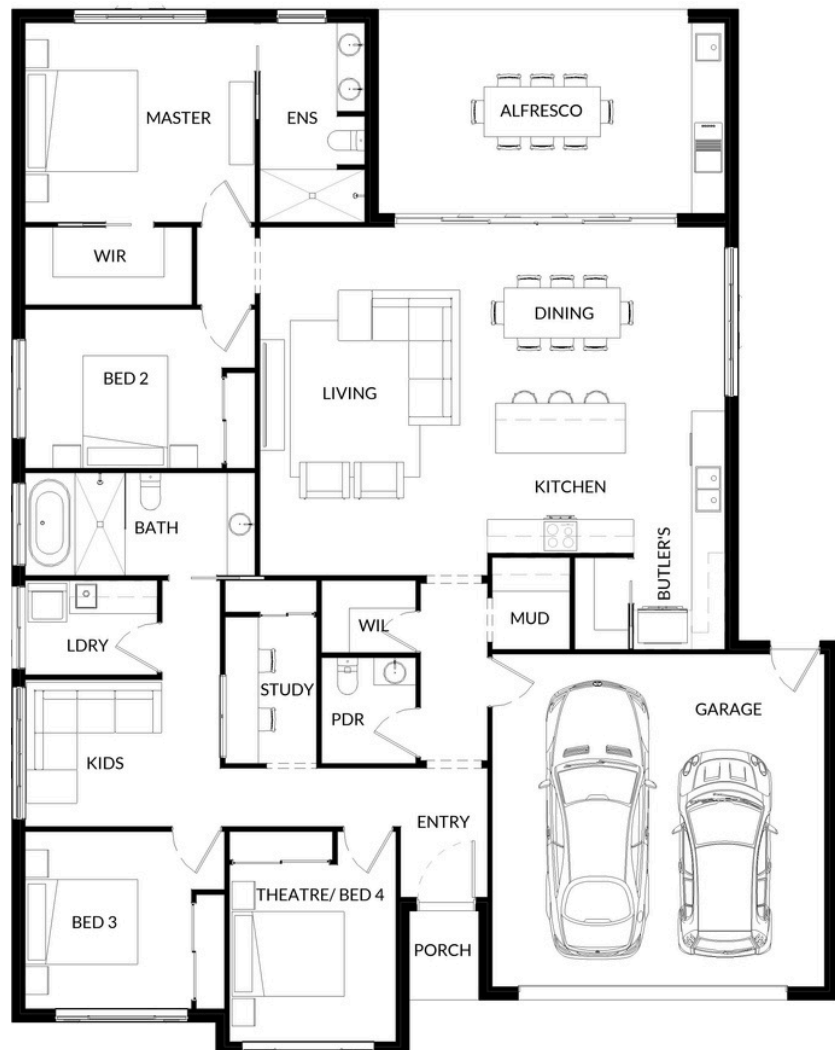 MASTER
ENS
ALFRESCO
WIR
DINING
BED 2
LIVING
KITCHEN
BATH
BUTLER'S
LDRY
WIL
MUD
STUDY
PDR
GARAGE
KIDS
ENTRY
THEATRE/ BED 4
BED 3
PORCH